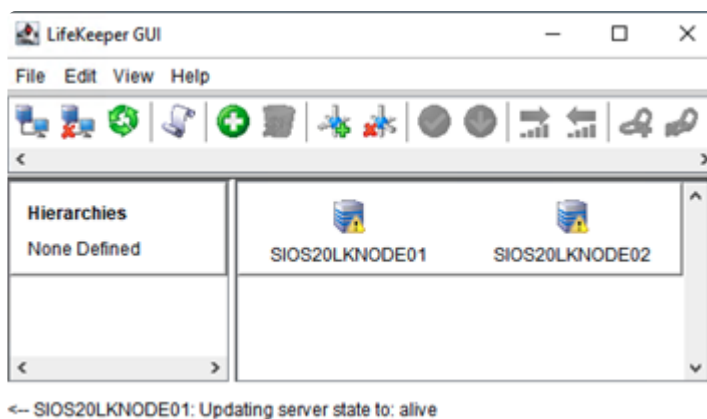 LifeKeeper GUI
File Edit View Help
Hierarchies
None Defined
SIOS20LKNODE01 SIOS20LKNODE02
<-- SIOS20LKNODE01: Updating server state to: alive